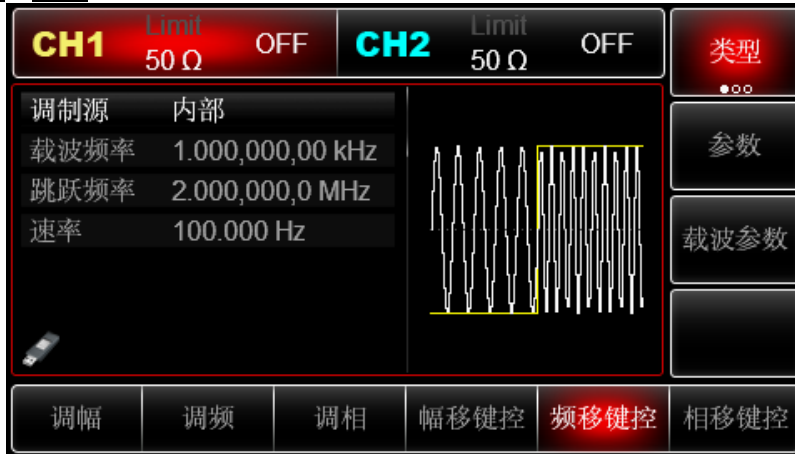 CH1 Limit 50 Ω OFF CH2 Limit 50 Ω OFF
类型
调制源 内部
载波频率 1.000,000,00 kHz
跳跃频率 2.000,000,0 MHz
速率 100.000 Hz
参数
载波参数
调幅 调频 调相 幅移键控 频移键控 相移键控